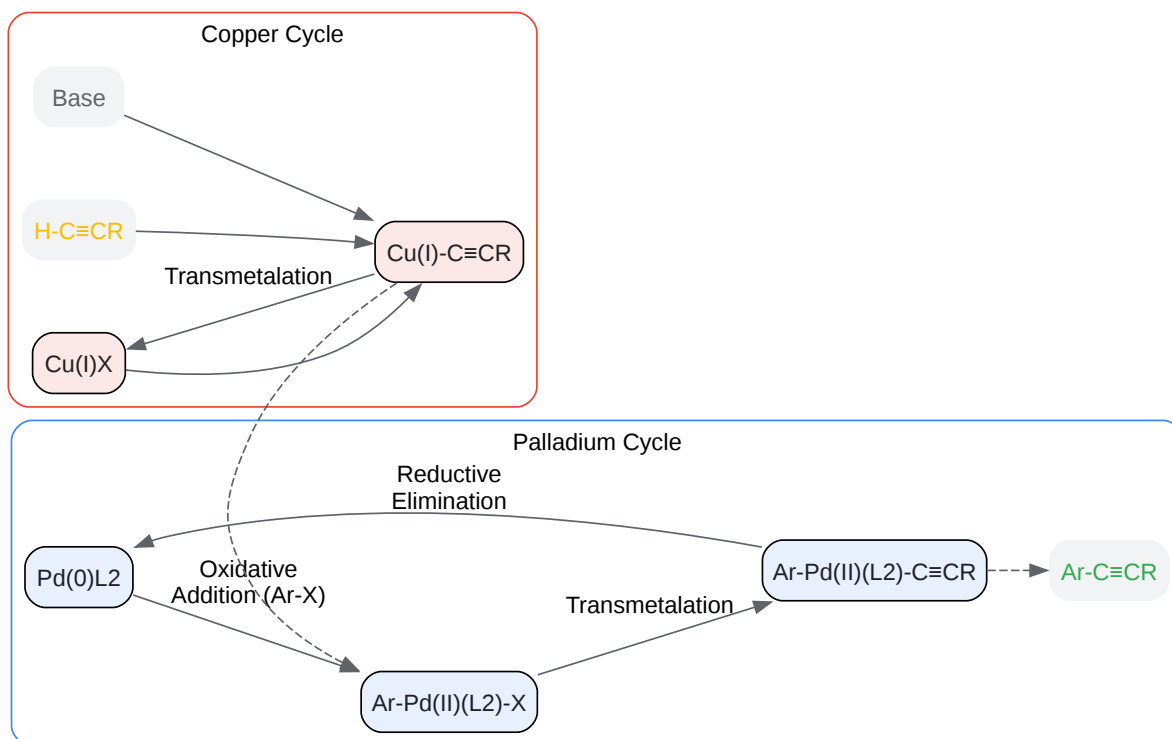 Copper Cycle
Base
H-C≡CR
Cu(I)-C≡CR
Transmetalation
Cu(I)X
Palladium Cycle
Reductive
Elimination
Pd(0)L2
Oxidative
Addition (Ar-X)
Ar-Pd(II)(L2)-C≡CR
Ar-C≡CR
Transmetalation
Ar-Pd(II)(L2)-X